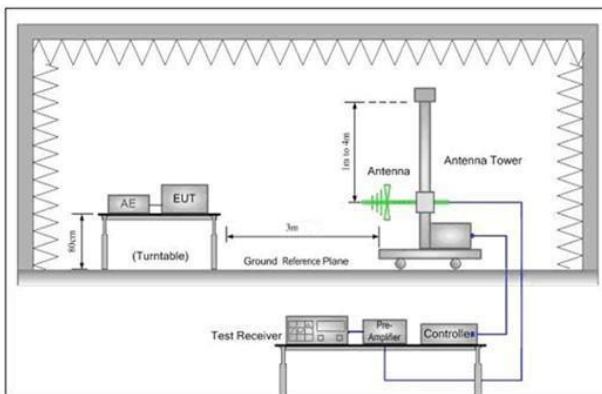 1m to 4m
Antenna
Antenna Tower
AE
EUT
80cm
(Turntable)
3m
Ground Reference Plane
Test Receiver
Pre-
Amplifier
Controller